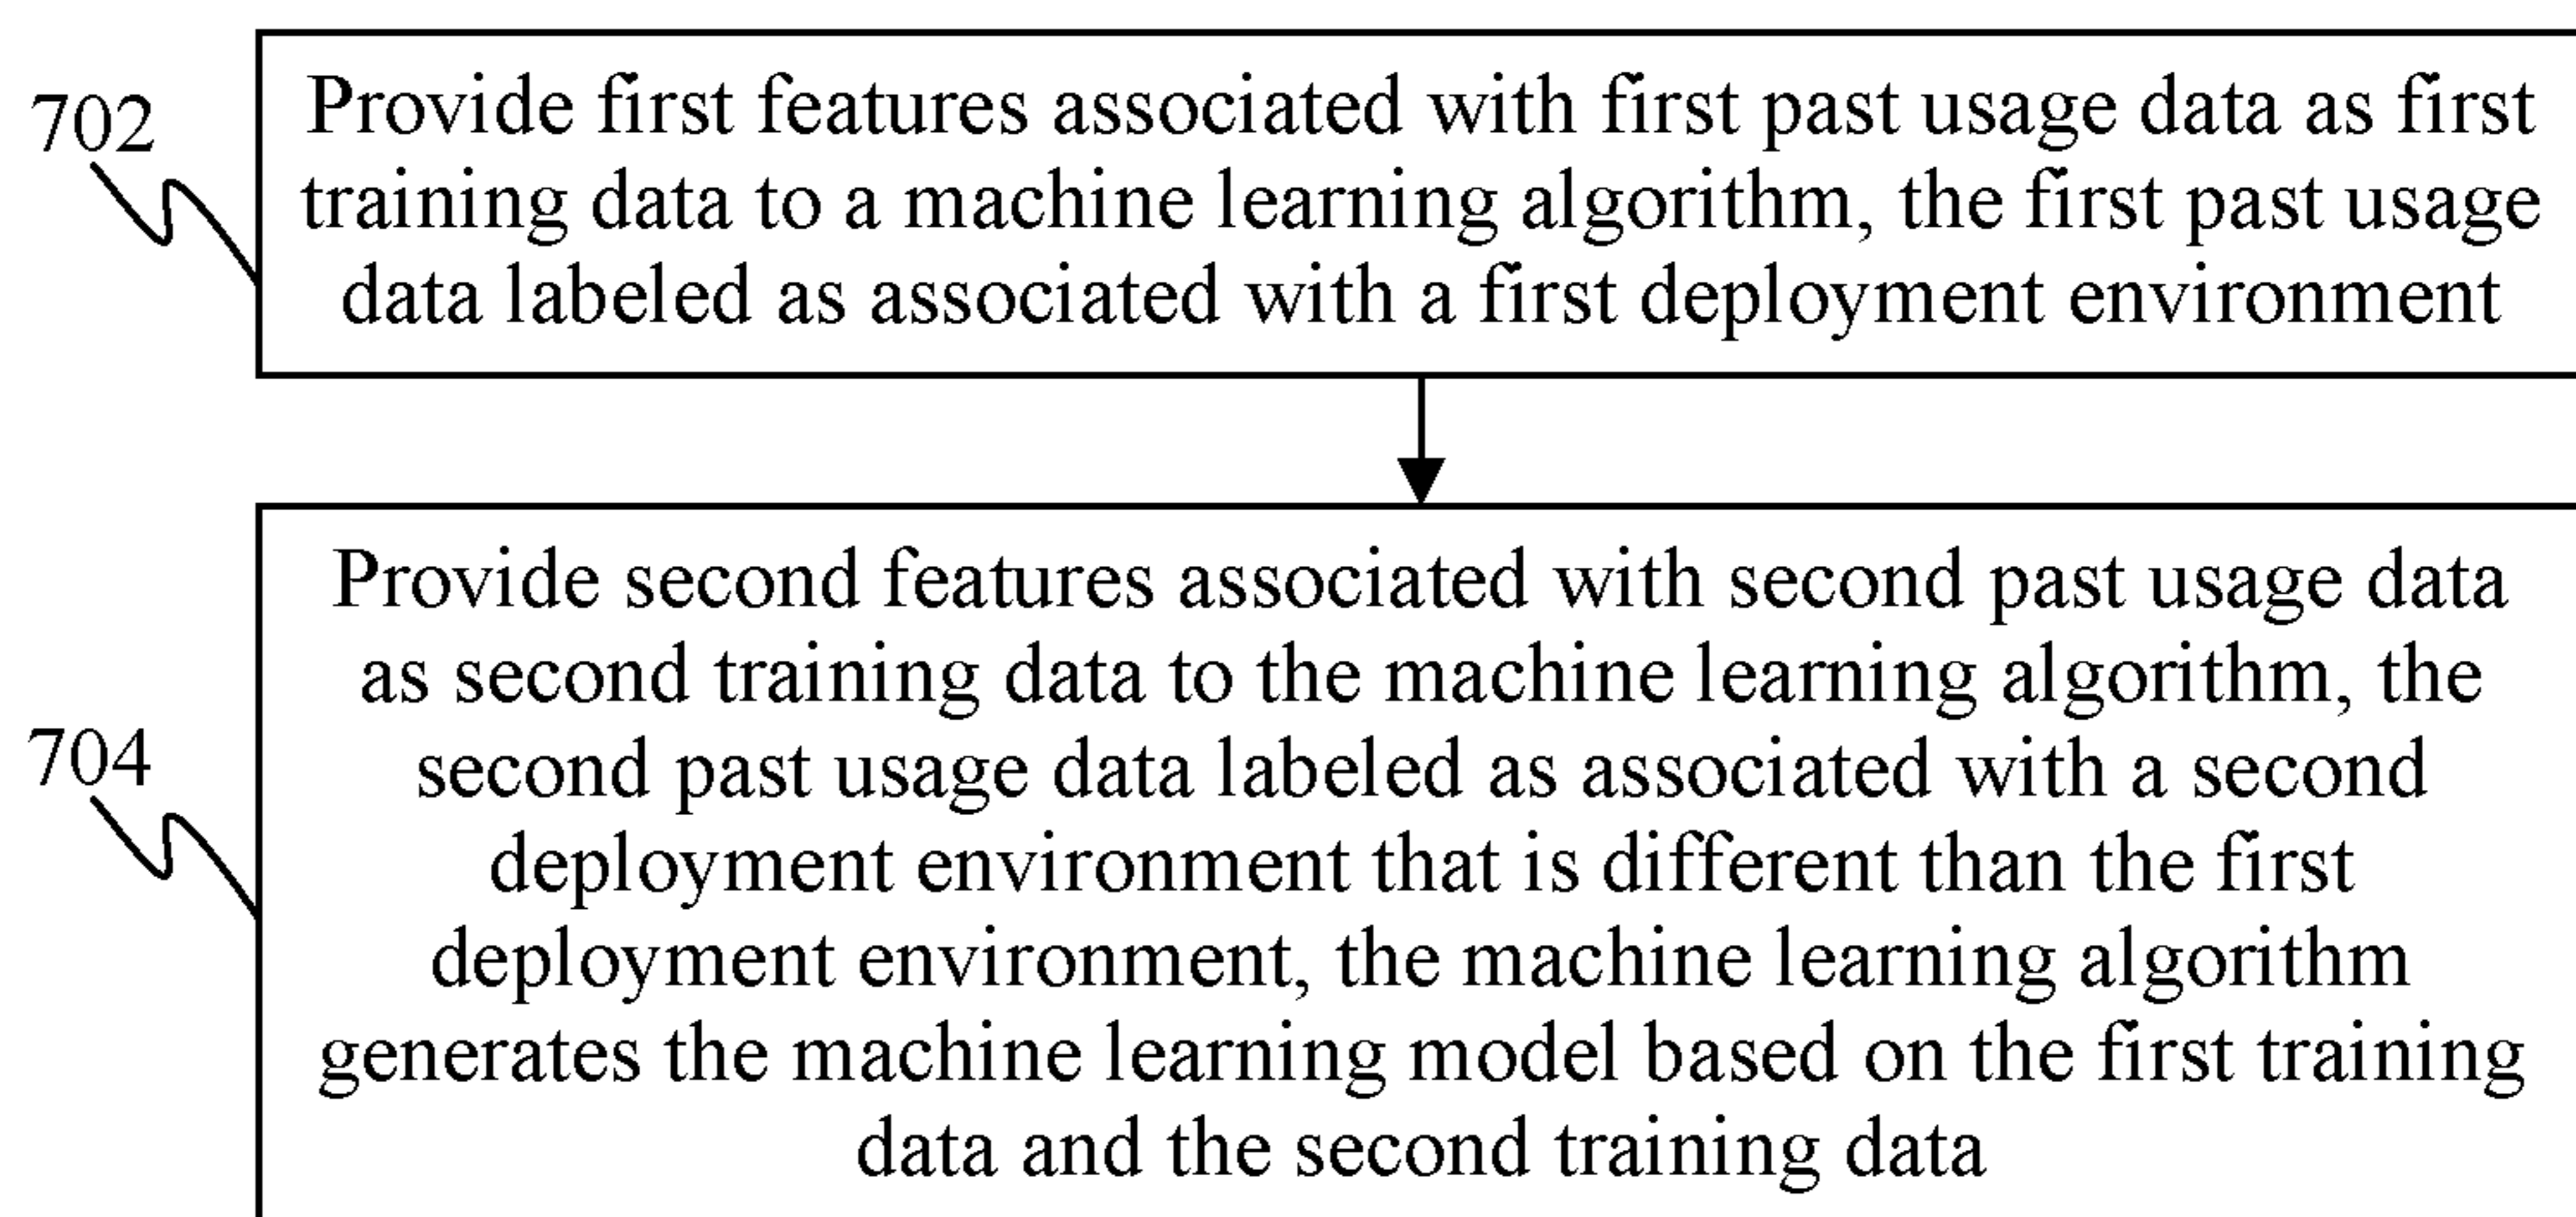 702
Provide first features associated with first past usage data as first
training data to a machine learning algorithm, the first past usage
data labeled as associated with a first deployment environment
704
Provide second features associated with second past usage data
as second training data to the machine learning algorithm, the
second past usage data labeled as associated with a second
deployment environment that is different than the first
deployment environment, the machine learning algorithm
generates the machine learning model based on the first training
data and the second training data